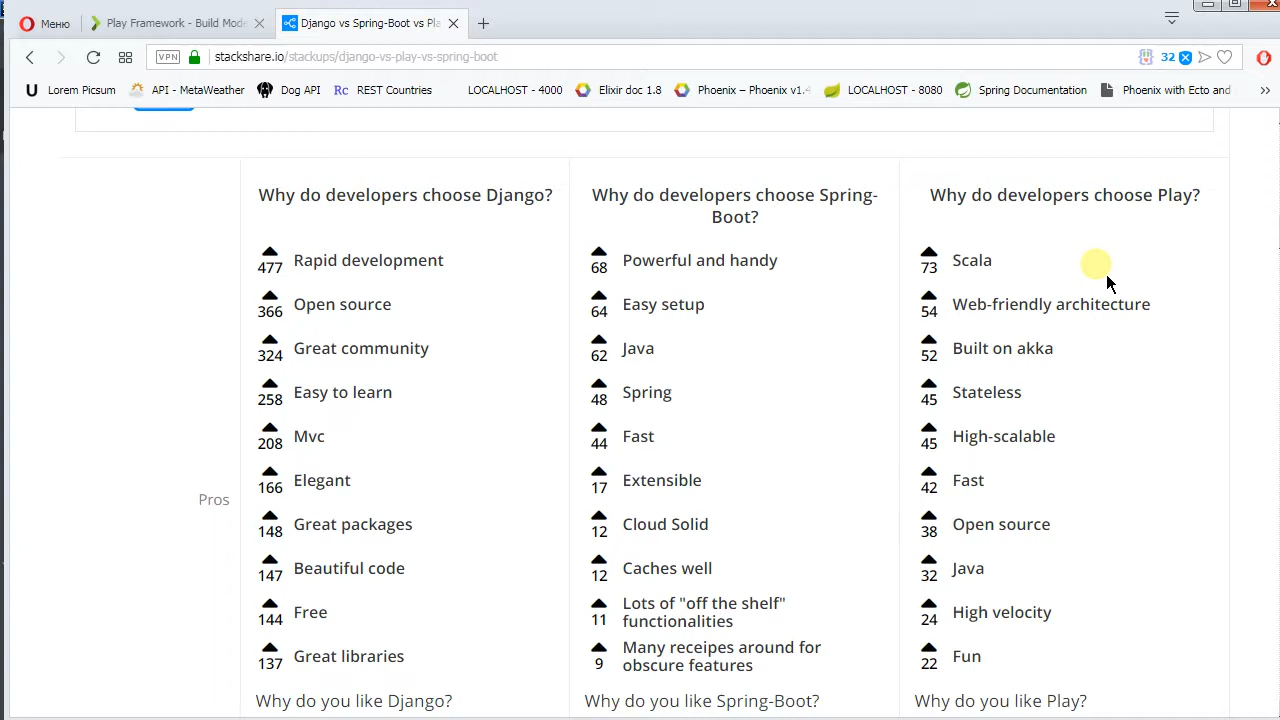 Меню
Play Framework - Build Mode
Django vs Spring-Boot vs Pla
VPN
stackshare.io/stackups/django-vs-play-vs-spring-boot
32
U Lorem Picsum
API - MetaWeather
Dog API
Rc REST Countries
LOCALHOST - 4000
Elixir doc 1.8
Phoenix – Phoenix v1.4
LOCALHOST - 8080
Spring Documentation
Phoenix with Ecto and
Pros
Why do developers choose Django?
477 Rapid development
366 Open source
324 Great community
258 Easy to learn
208 Mvc
166 Elegant
148 Great packages
147 Beautiful code
144 Free
137 Great libraries
Why do you like Django?
Why do developers choose Spring-
Boot?
68 Powerful and handy
64 Easy setup
62 Java
48 Spring
44 Fast
17 Extensible
12 Cloud Solid
12 Caches well
11 Lots of "off the shelf"
functionalities
9 Many receipes around for
obscure features
Why do you like Spring-Boot?
Why do developers choose Play?
73 Scala
54 Web-friendly architecture
52 Built on akka
45 Stateless
45 High-scalable
42 Fast
38 Open source
32 Java
24 High velocity
22 Fun
Why do you like Play?